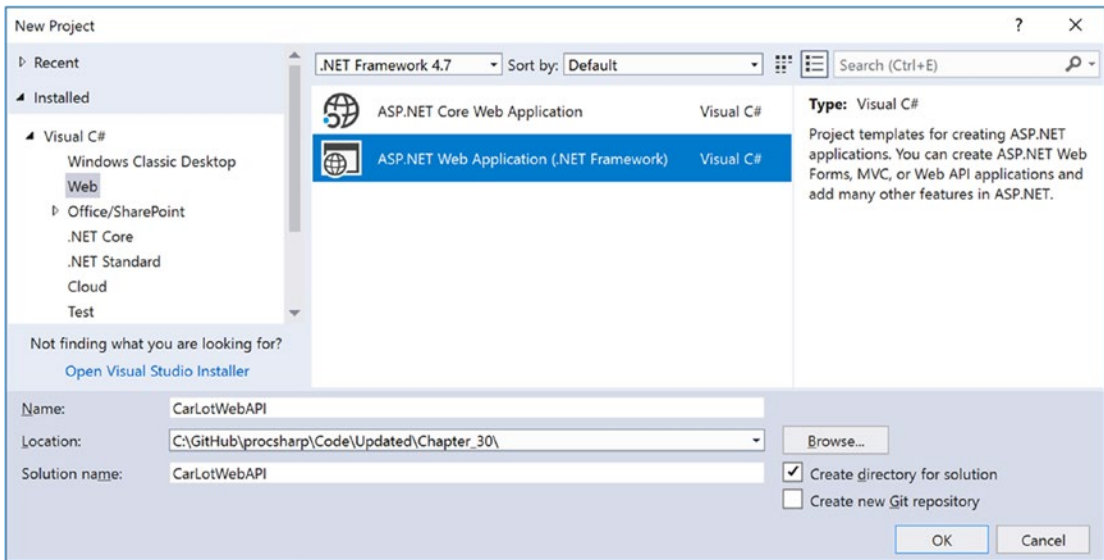 New Project
?
Recent
Installed
Visual C#
Windows Classic Desktop
Web
Office/SharePoint
.NET Core
.NET Standard
Cloud
Test
Not finding what you are looking for?
Open Visual Studio Installer
.NET Framework 4.7
Sort by: Default
Search (Ctrl+E)
ASP.NET Core Web Application Visual C#
ASP.NET Web Application (.NET Framework) Visual C#
Type: Visual C#
Project templates for creating ASP.NET
applications. You can create ASP.NET Web
Forms, MVC, or Web API applications and
add many other features in ASP.NET.
Name: CarLotWebAPI
Location: C:\GitHub\procsharp\Code\Updated\Chapter_30\
Browse...
Solution name: CarLotWebAPI
Create directory for solution
Create new Git repository
OK
Cancel